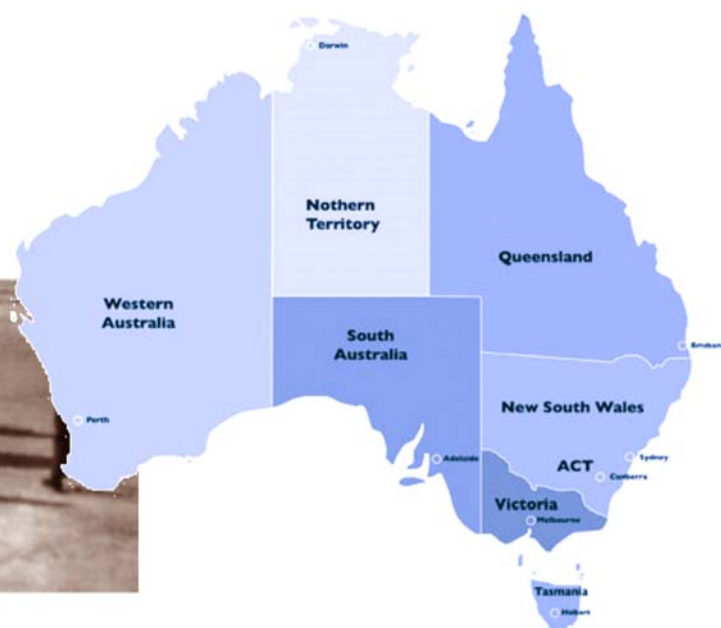 Darwin
Nothern
Territory
Queensland
Western
Australia
South
Australia
Brisban
New South Wales
Perth
Adelaide
ACT
Sydney
Canberra
Victoria
Melbourne
Tasmania
Hobart